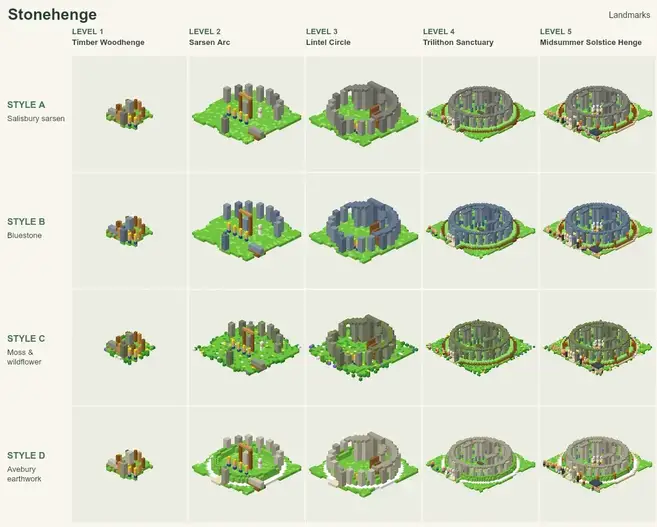 Stonehenge
Landmarks
LEVEL 1
Timber Woodhenge
LEVEL 2
Sarsen Arc
LEVEL 3
Lintel Circle
LEVEL 4
Trilithon Sanctuary
LEVEL 5
Midsummer Solstice Henge
STYLE A
Salisbury sarsen
STYLE B
Bluestone
STYLE C
Moss &
wildflower
STYLE D
Avebury
earthwork